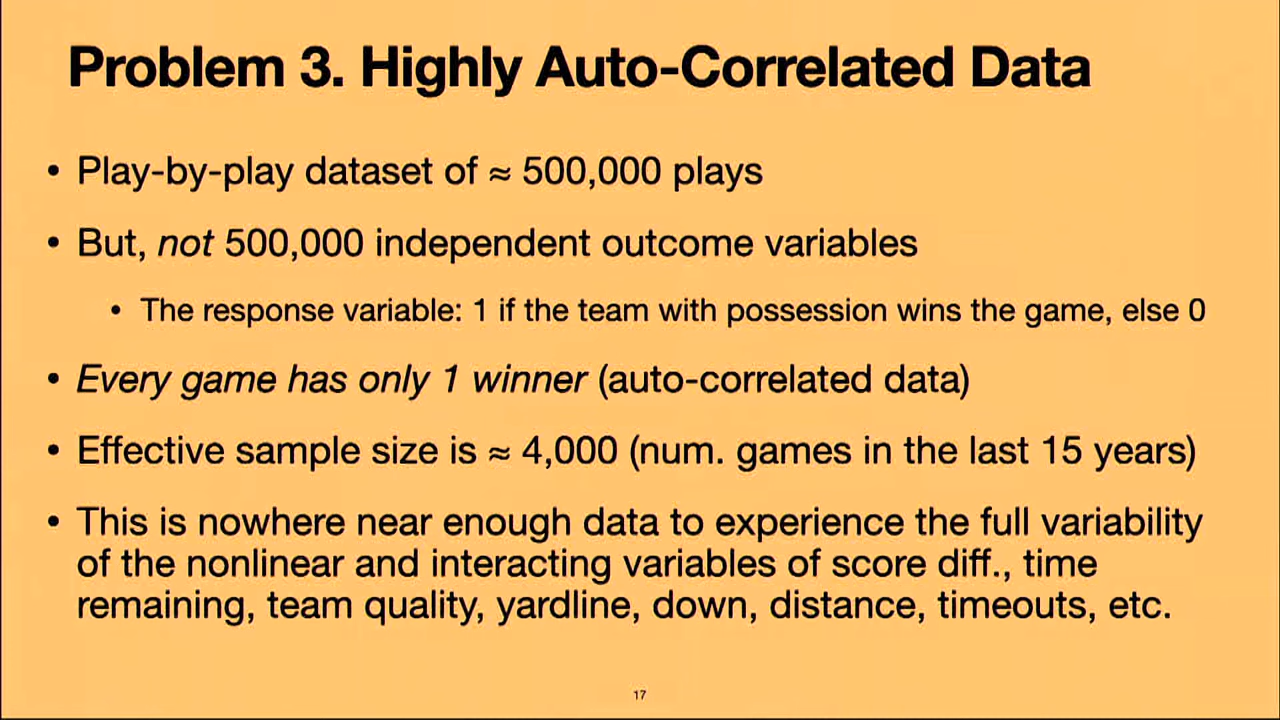 Problem 3. Highly Auto-Correlated Data
• Play-by-play dataset of ≈ 500,000 plays
• But, not 500,000 independent outcome variables
• The response variable: 1 if the team with possession wins the game, else 0
• Every game has only 1 winner (auto-correlated data)
• Effective sample size is ≈ 4,000 (num. games in the last 15 years)
• This is nowhere near enough data to experience the full variability
of the nonlinear and interacting variables of score diff., time
remaining, team quality, yardline, down, distance, timeouts, etc.
17